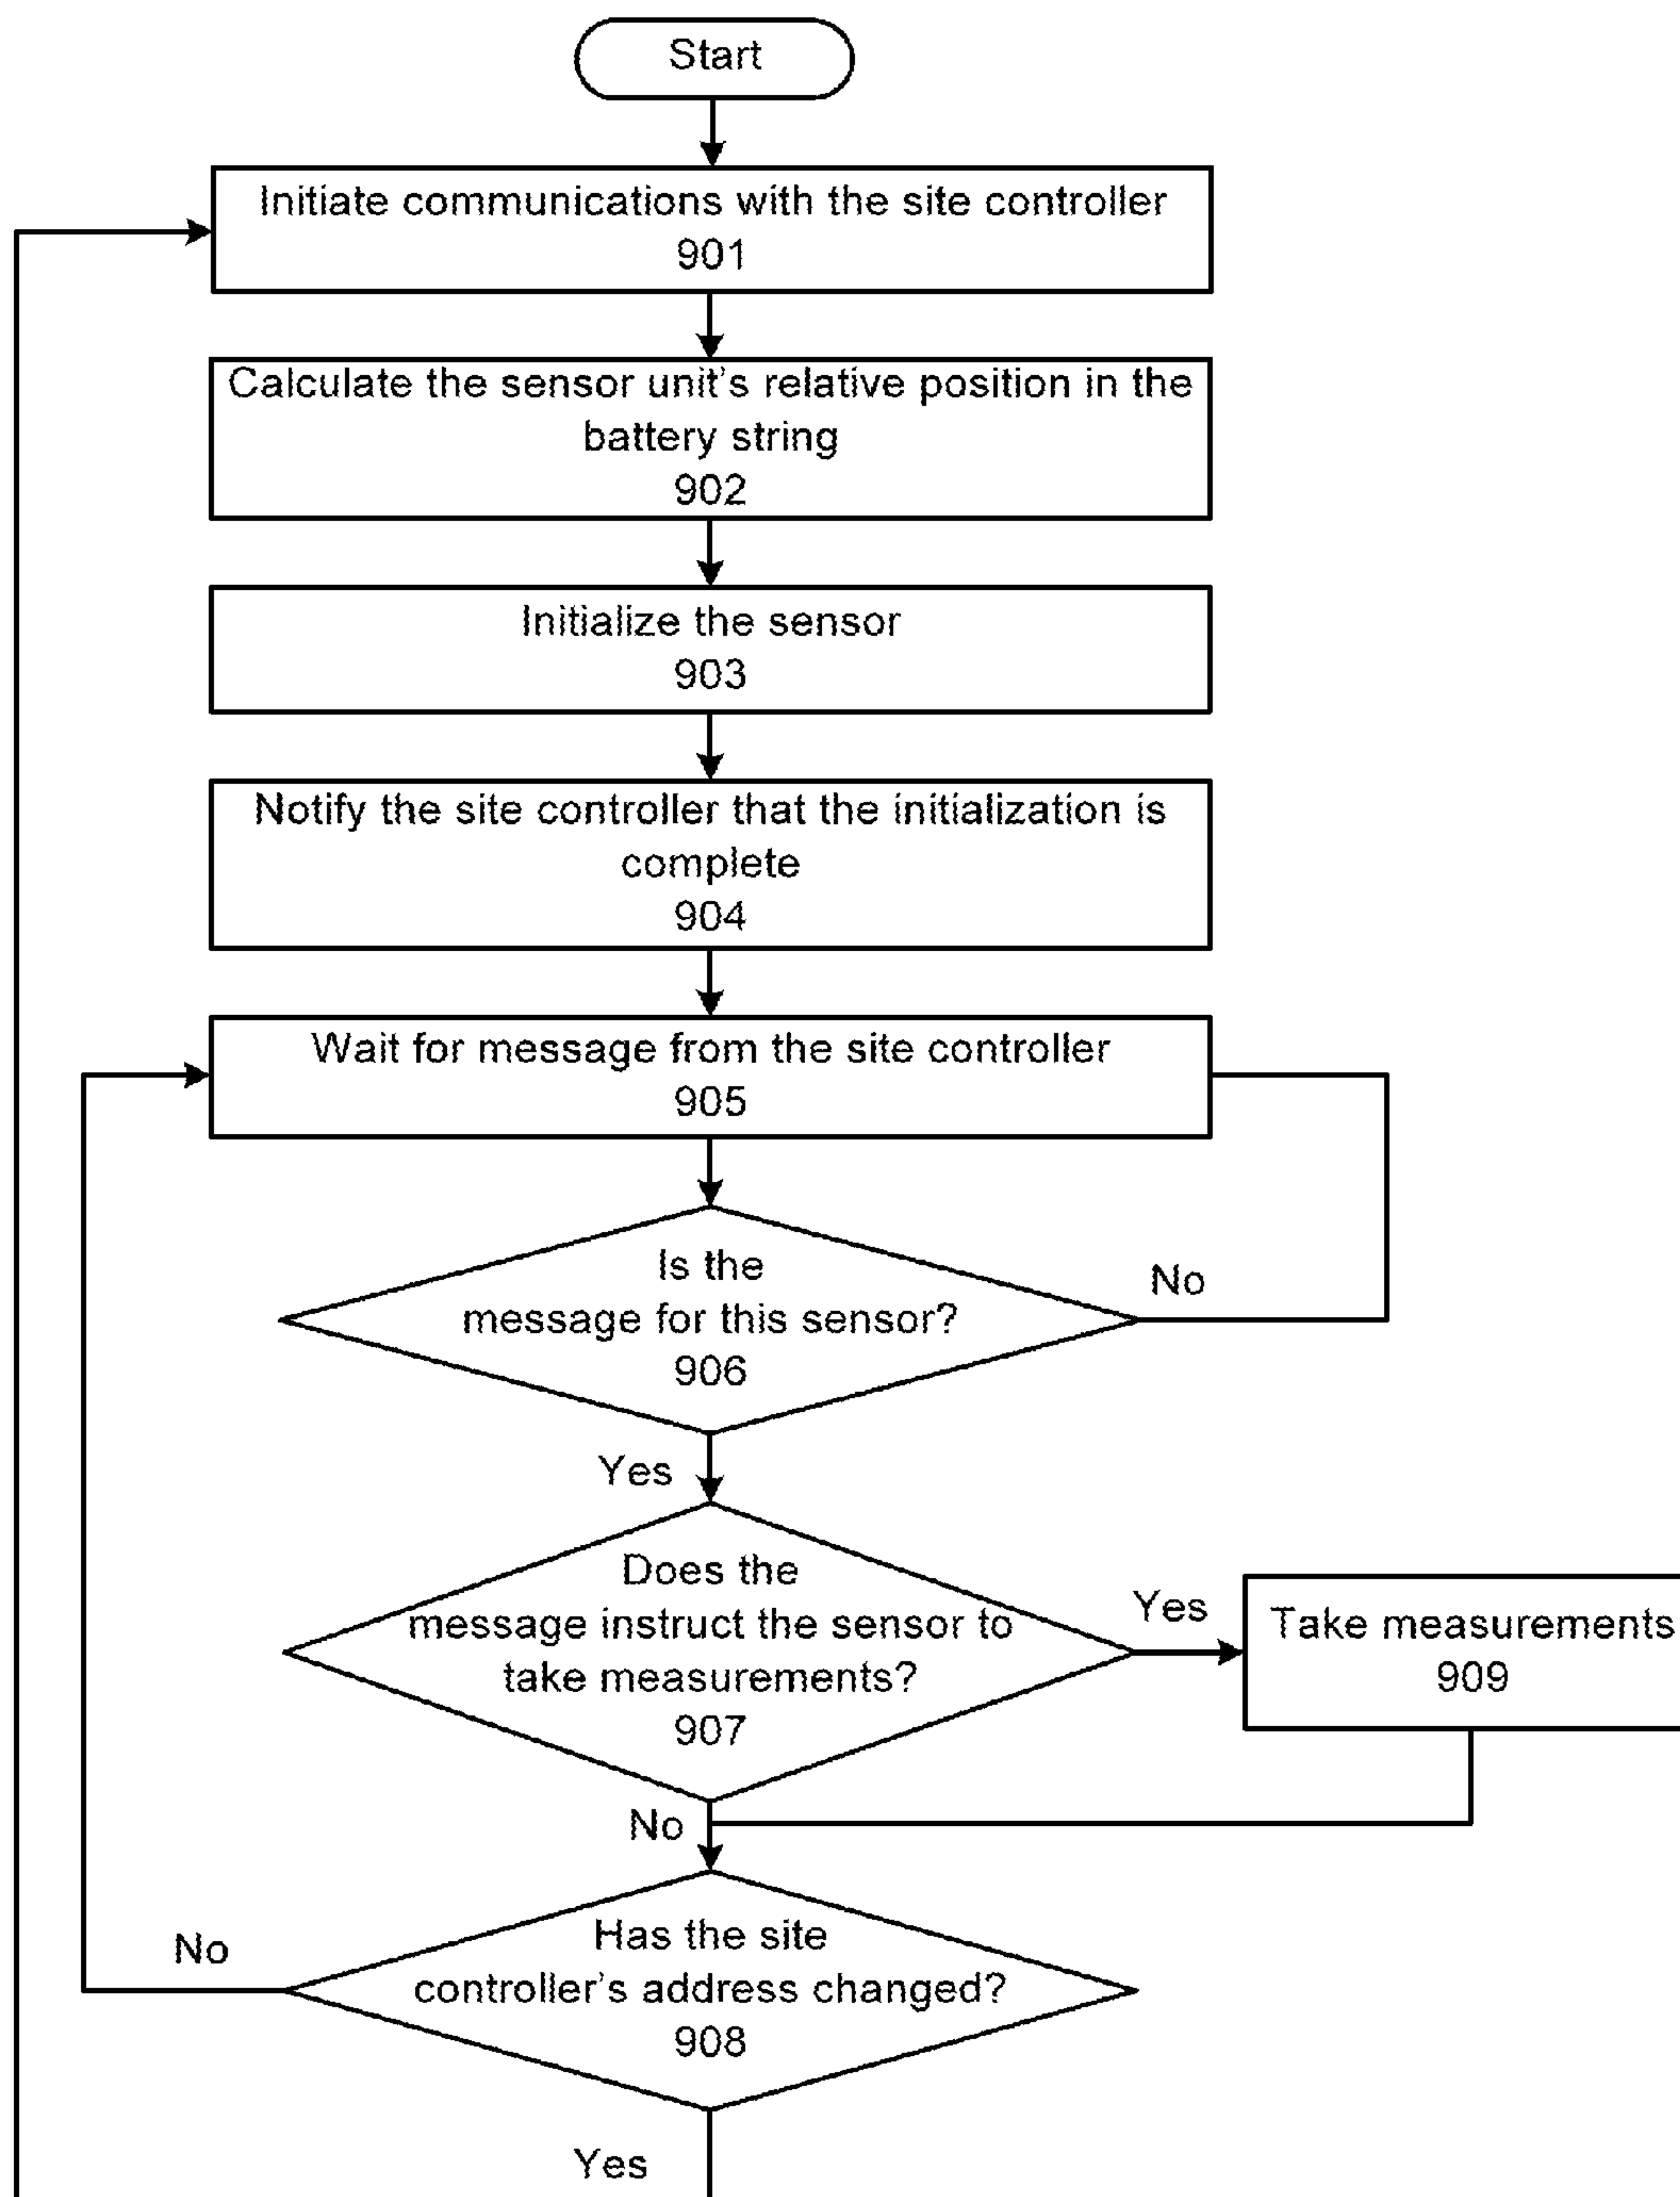 Start
Initiate communications with the site controller
901
Calculate the sensor unit's relative position in the
battery string
902
Initialize the sensor
903
Notify the site controller that the initialization is
complete
904
Wait for message from the site controller
905
Is the
message for this sensor?
906
No
Yes
Does the
message instruct the sensor to
take measurements?
907
Yes
Take measurements
909
No
Has the site
controller's address changed?
908
No
Yes